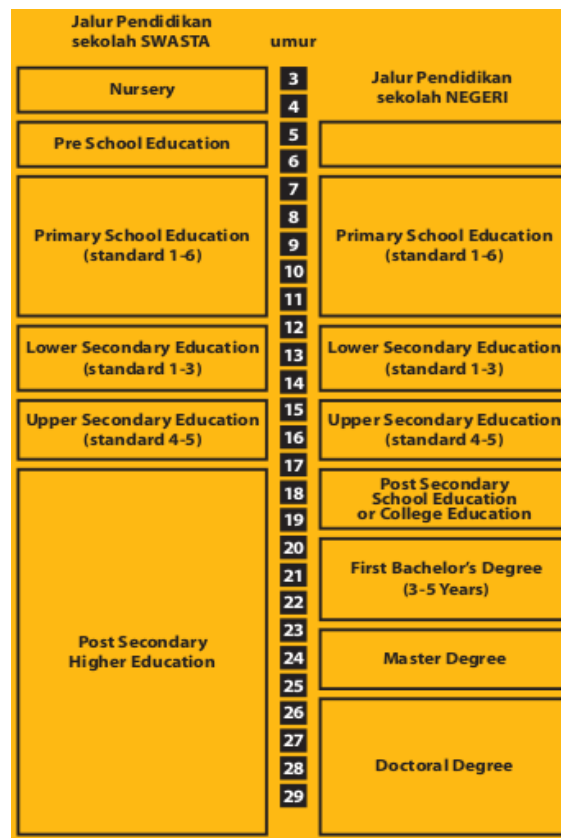 Jalur Pendidikan
sekolah SWASTA
umur
Jalur Pendidikan
sekolah NEGERI
Nursery
Pre School Education
Primary School Education
(standard 1-6)
Lower Secondary Education
(standard 1-3)
Upper Secondary Education
(standard 4-5)
Post Secondary
Higher Education
3
4
5
6
7
8
9
10
11
12
13
14
15
16
17
18
19
20
21
22
23
24
25
26
27
28
29
Primary School Education
(standard 1-6)
Lower Secondary Education
(standard 1-3)
Upper Secondary Education
(standard 4-5)
Post Secondary
School Education
or College Education
First Bachelor's Degree
(3-5 Years)
Master Degree
Doctoral Degree